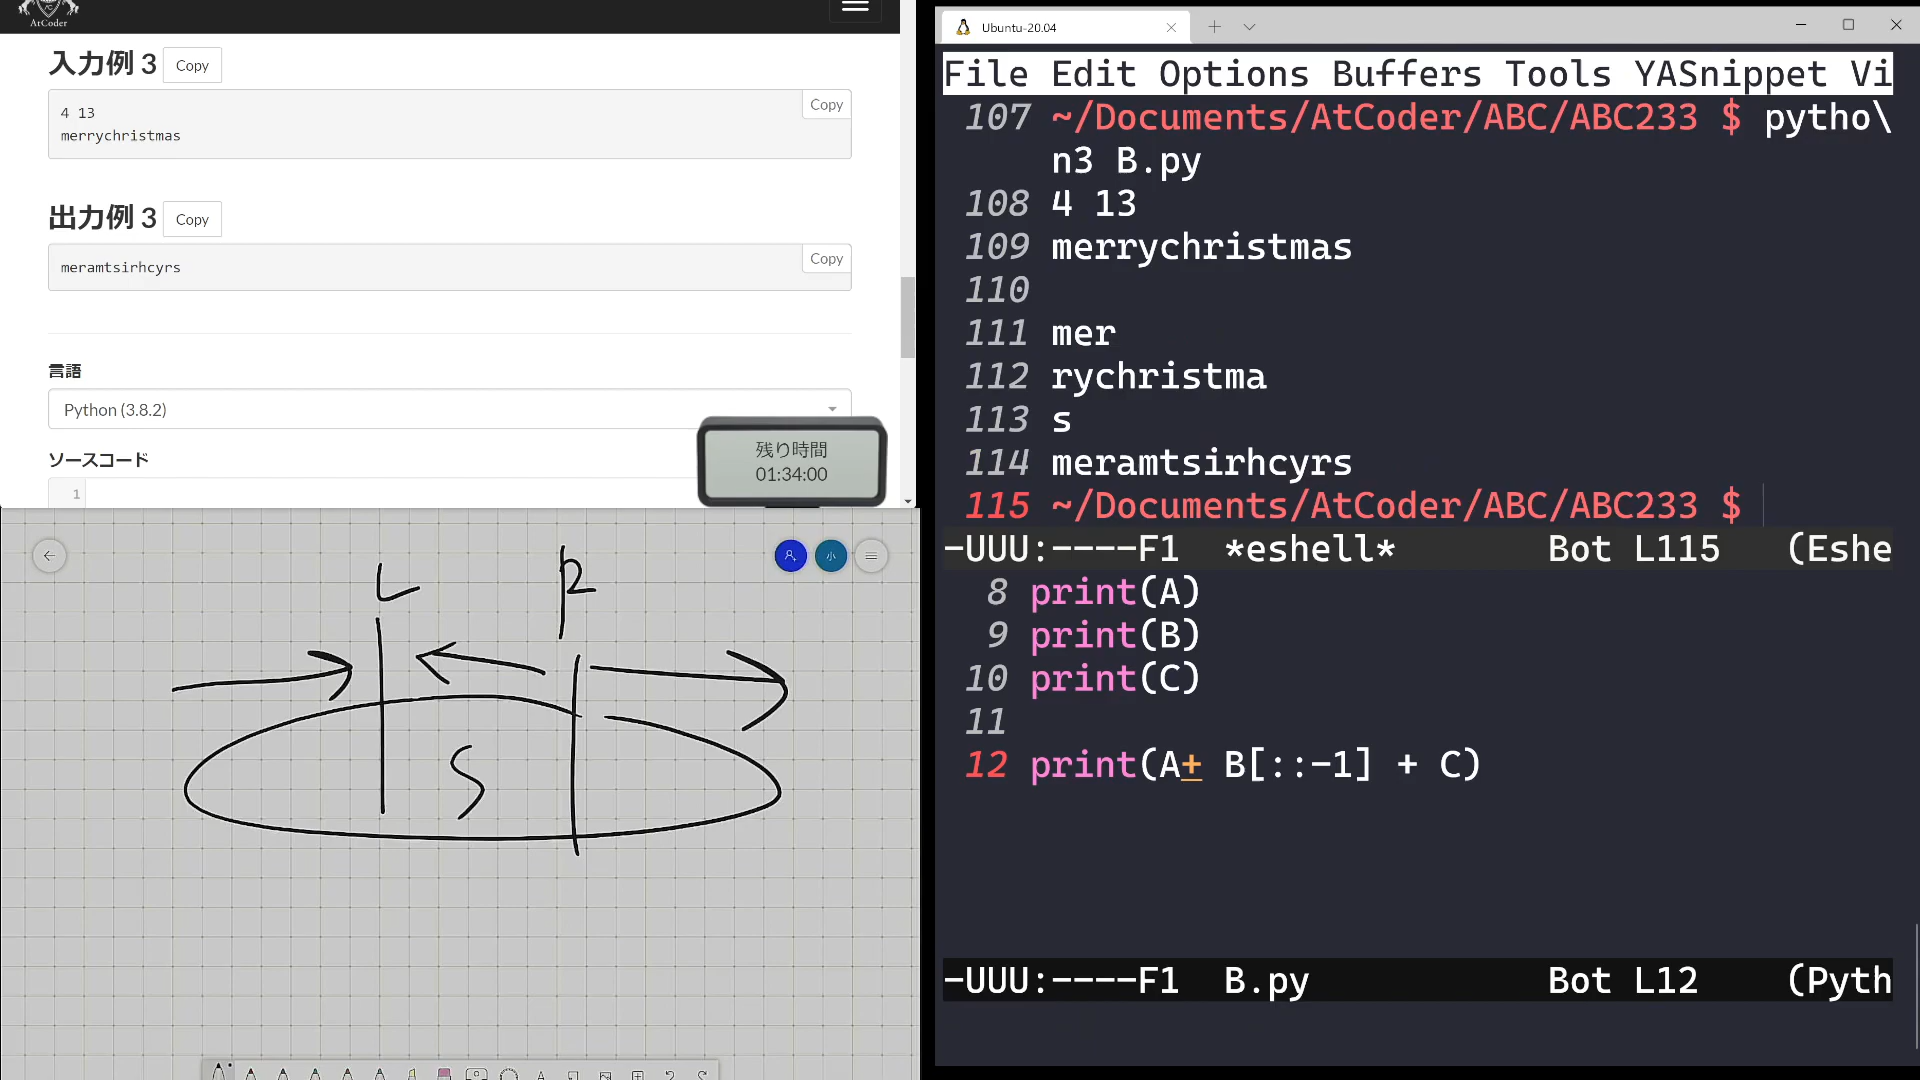 AtCoder
入力例 3 Copy
Copy
4 13
merrychristmas
出力例 3 Copy
Copy
meramtsirhcyrs
言語
Python (3.8.2)
ソースコード
1
残り時間
01:34:00
小
L
R
S
Ubuntu-20.04
File Edit Options Buffers Tools YASnippet Vi
107 ~/Documents/AtCoder/ABC/ABC233 $ pytho\
n3 B.py
108 4 13
109 merrychristmas
110
111 mer
112 rychristma
113 s
114 meramtsirhcyrs
115 ~/Documents/AtCoder/ABC/ABC233 $
-UUU:----F1 *eshell* Bot L115 (Eshe
8 print(A)
9 print(B)
10 print(C)
11
12 print(A+ B[::-1] + C)
-UUU:----F1 B.py Bot L12 (Pyth